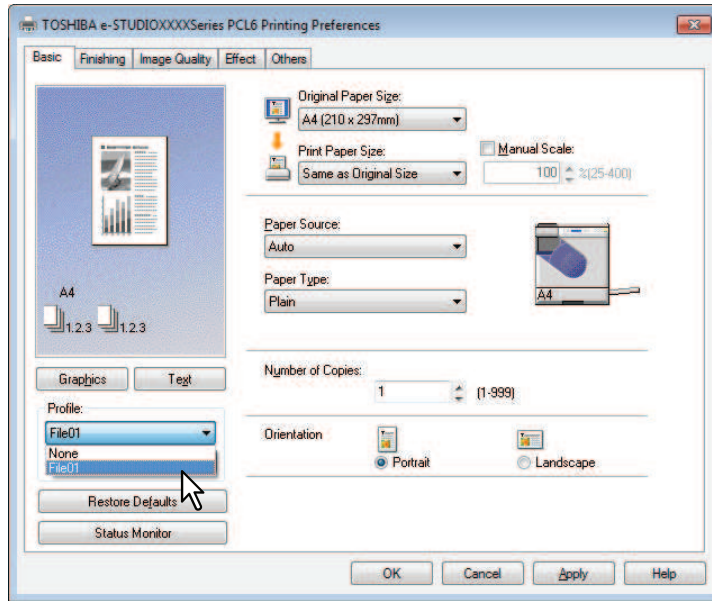 TOSHIBA e-STUDIOXXXXSeries PCL6 Printing Preferences
Basic
Finishing
Image Quality
Effect
Others
A4
1.2.3 1.2.3
Graphics
Text
Profile:
File01
None
File01
Restore Defaults
Status Monitor
Original Paper Size:
A4 (210 x 297mm)
Print Paper Size:
Same as Original Size
Manual Scale:
100 %(25-400)
Paper Source:
Auto
Paper Type:
Plain
A4
Number of Copies:
1 (1-999)
Orientation
Portrait
Landscape
OK
Cancel
Apply
Help